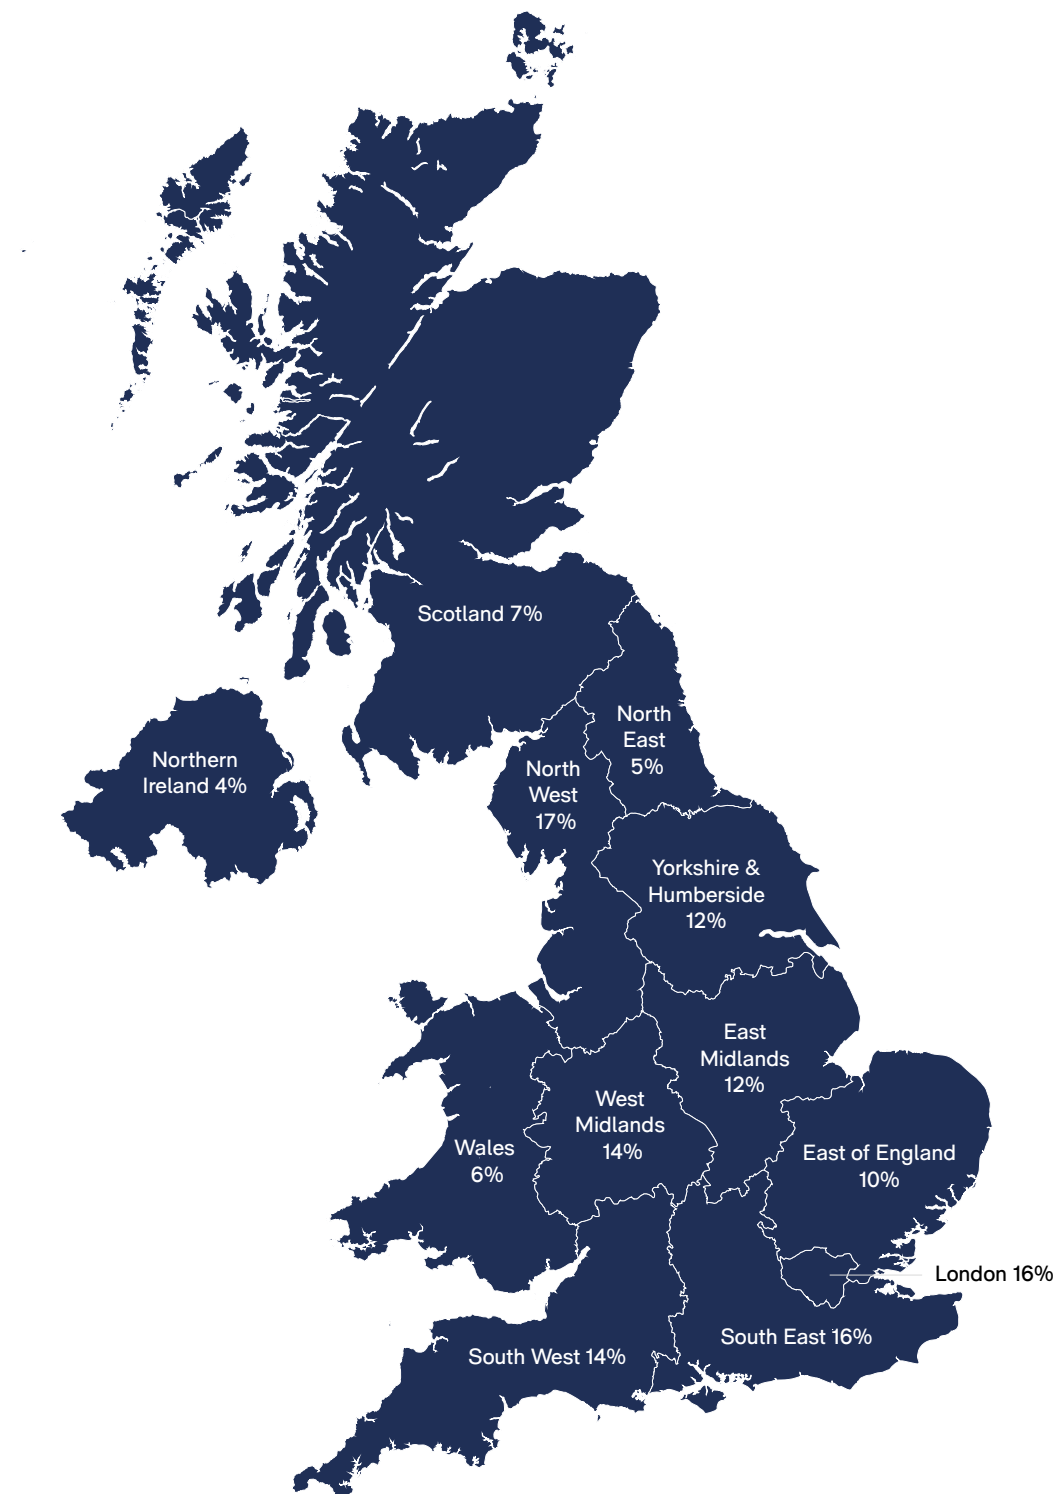 Scotland 7%
North
East
5%
Northern
Ireland 4%
North
West
17%
Yorkshire &
Humberside
12%
East
Midlands
12%
West
Midlands
14%
Wales
6%
East of England
10%
London 16%
South East 16%
South West 14%